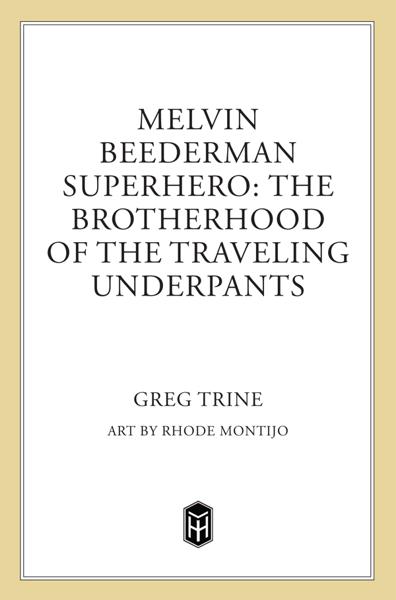 MELVIN
BEEDERMAN
SUPERHERO: THE
BROTHERHOOD
OF THE TRAVELING
UNDERPANTS
GREG TRINE
ART BY RHODE MONTIJO